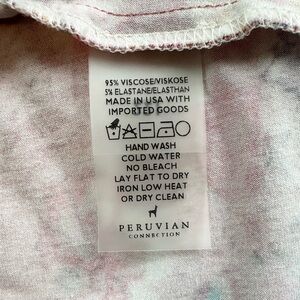 95% VISCOSE/VISKOSE
5% ELASTANE/ELASTHAN
MADE IN USA WITH
IMPORTED GOODS
HAND WASH
COLD WATER
NO BLEACH
LAY FLAT TO DRY
IRON LOW HEAT
OR DRY CLEAN
PERUVIAN
CONNECTION